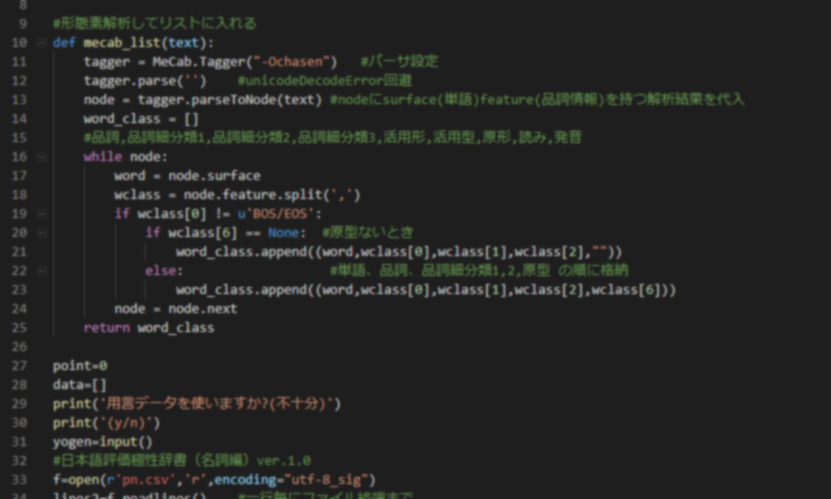 8
9 #形態素解析してリストに入れる
10 def mecab_list(text):
11 tagger = MeCab.Tagger("-Ochasen") #パーサ設定
12 tagger.parse('') #unicodeDecodeError回避
13 node = tagger.parseToNode(text) #nodeにsurface(単語)feature(品詞情報)を持つ解析結果を代入
14 word_class = []
15 #品詞,品詞細分類1,品詞細分類2,品詞細分類3,活用形,活用型,原形,読み,発音
16 while node:
17 word = node.surface
18 wclass = node.feature.split(',')
19 if wclass[0] != u'BOS/EOS':
20 if wclass[6] == None: #原型ないとき
21 word_class.append((word,wclass[0],wclass[1],wclass[2],""))
22 else: #単語、品詞、品詞細分類1,2,原型 の順に格納
23 word_class.append((word,wclass[0],wclass[1],wclass[2],wclass[6]))
24 node = node.next
25 return word_class
26
27 point=0
28 data=[]
29 print('用言データを使いますか?(不十分)')
30 print('(y/n)')
31 yogen=input()
32 #日本語評価極性辞書（名詞編）ver.1.0
33 f=open(r'pn.csv','r',encoding="utf-8_sig")
34 lines2=f.readlines() #一行毎にファイル終端まで